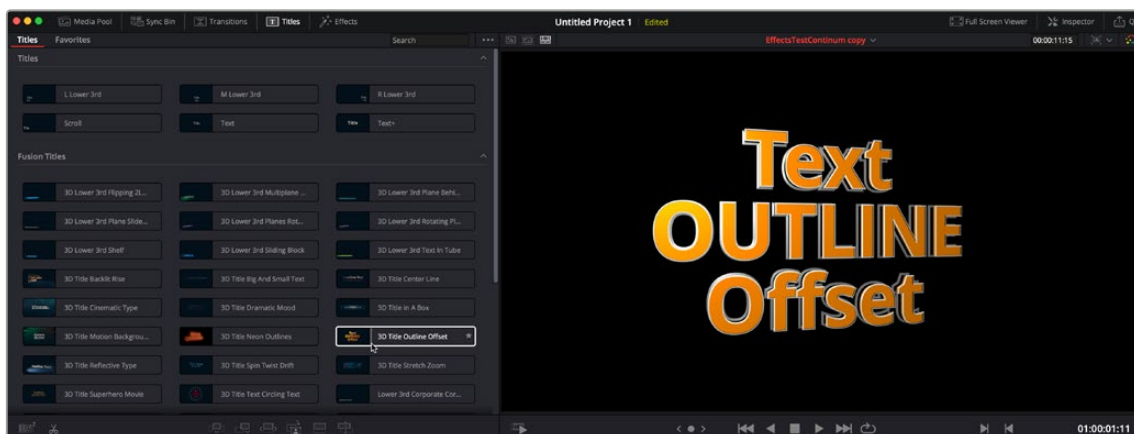 Media Pool Sync Bin Transitions Titles Effects Untitled Project 1 Edited Full Screen Viewer Inspector Q
Titles Favorites Search EffectsTestContinum copy 00:00:11:15
Titles
L Lower 3rd M Lower 3rd R Lower 3rd
Scroll Text Text+
Fusion Titles
3D Lower 3rd Flipping 2L... 3D Lower 3rd Multiplane ... 3D Lower 3rd Plane Behi...
3D Lower 3rd Plane Slide... 3D Lower 3rd Planes Rot... 3D Lower 3rd Rotating Pl...
3D Lower 3rd Shelf 3D Lower 3rd Sliding Block 3D Lower 3rd Text In Tube
3D Title Backlit Rise 3D Title Big And Small Text 3D Title Center Line
3D Title Cinematic Type 3D Title Dramatic Mood 3D Title in A Box
3D Title Motion Backgrou... 3D Title Neon Outlines 3D Title Outline Offset
3D Title Reflective Type 3D Title Spin Twist Drift 3D Title Stretch Zoom
3D Title Superhero Movie 3D Title Text Circling Text Lower 3rd Corporate Cor...
Text
OUTLINE
Offset
01:00:01:11